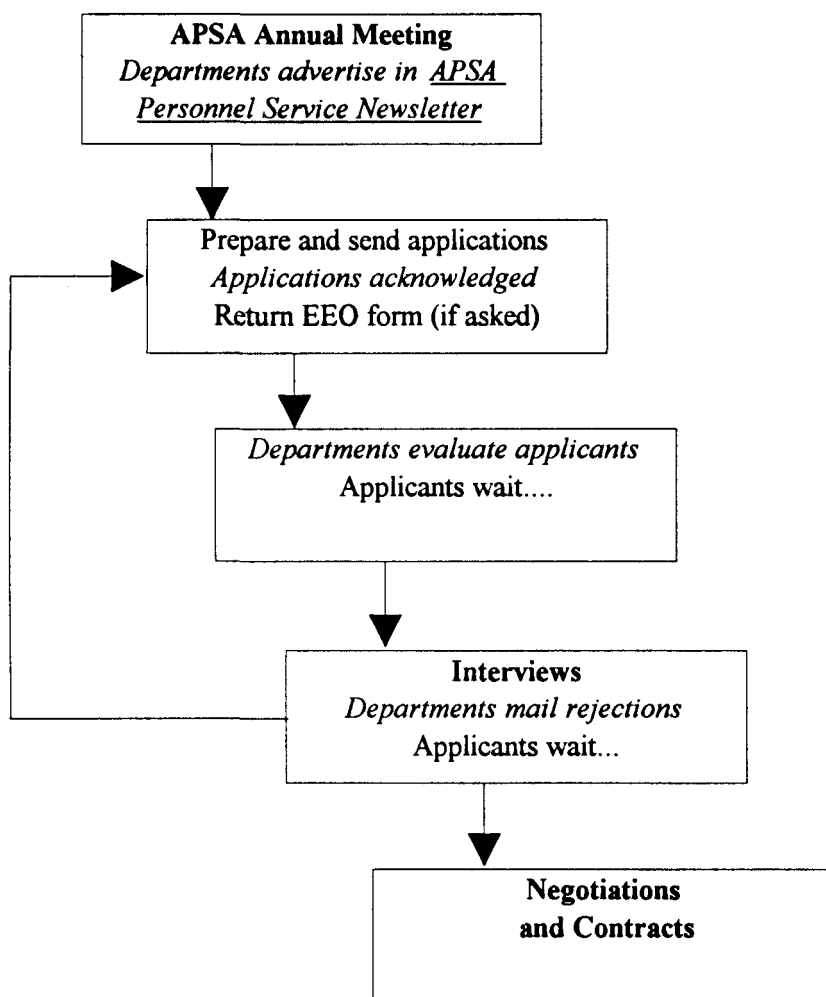 APSA Annual Meeting
Departments advertise in APSA
Personnel Service Newsletter
Prepare and send applications
Applications acknowledged
Return EEO form (if asked)
Departments evaluate applicants
Applicants wait....
Interviews
Departments mail rejections
Applicants wait...
Negotiations
and Contracts